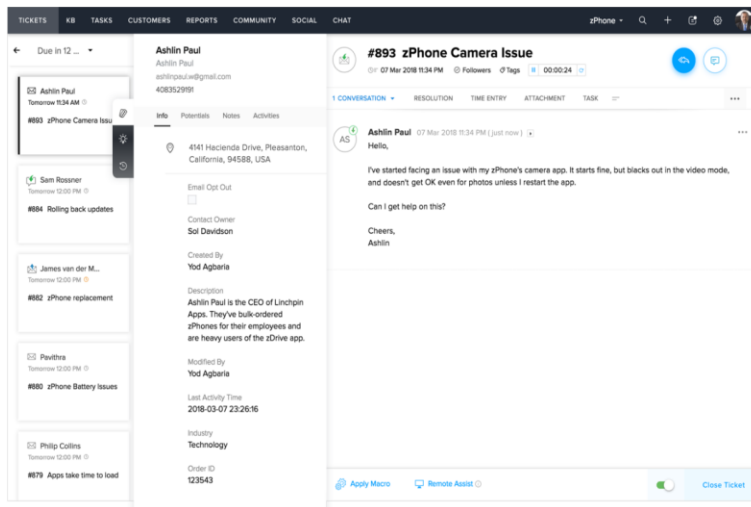 TICKETS KB TASKS CUSTOMERS REPORTS COMMUNITY SOCIAL CHAT zPhone
Due in 12 ...
Ashlin Paul
Tomorrow 11:34 AM
#893 zPhone Camera Issu
Sam Rossner
Tomorrow 12:00 PM
#884 Rolling back updates
James van der M...
Tomorrow 12:00 PM
#882 zPhone replacement
Pavithra
Tomorrow 12:00 PM
#880 zPhone Battery Issues
Philip Collins
Tomorrow 12:00 PM
#879 Apps take time to load
Ashlin Paul
Ashlin Paul
ashlinpaul.w@gmail.com
4083529191
Info Potentials Notes Activities
4141 Hacienda Drive, Pleasanton,
California, 94588, USA
Email Opt Out
Contact Owner
Sol Davidson
Created By
Yod Agbaria
Description
Ashlin Paul is the CEO of Linchpin
Apps. They've bulk-ordered
zPhones for their employees and
are heavy users of the zDrive app.
Modified By
Yod Agbaria
Last Activity Time
2018-03-07 23:26:16
Industry
Technology
Order ID
123543
#893 zPhone Camera Issue
07 Mar 2018 11:34 PM Followers Tags 00:00:24
1 CONVERSATION RESOLUTION TIME ENTRY ATTACHMENT TASK
AS
Ashlin Paul 07 Mar 2018 11:34 PM ( just now )
Hello,
I've started facing an issue with my zPhone's camera app. It starts fine, but blacks out in the video mode,
and doesn't get OK even for photos unless I restart the app.
Can I get help on this?
Cheers,
Ashlin
Apply Macro Remote Assist Close Ticket